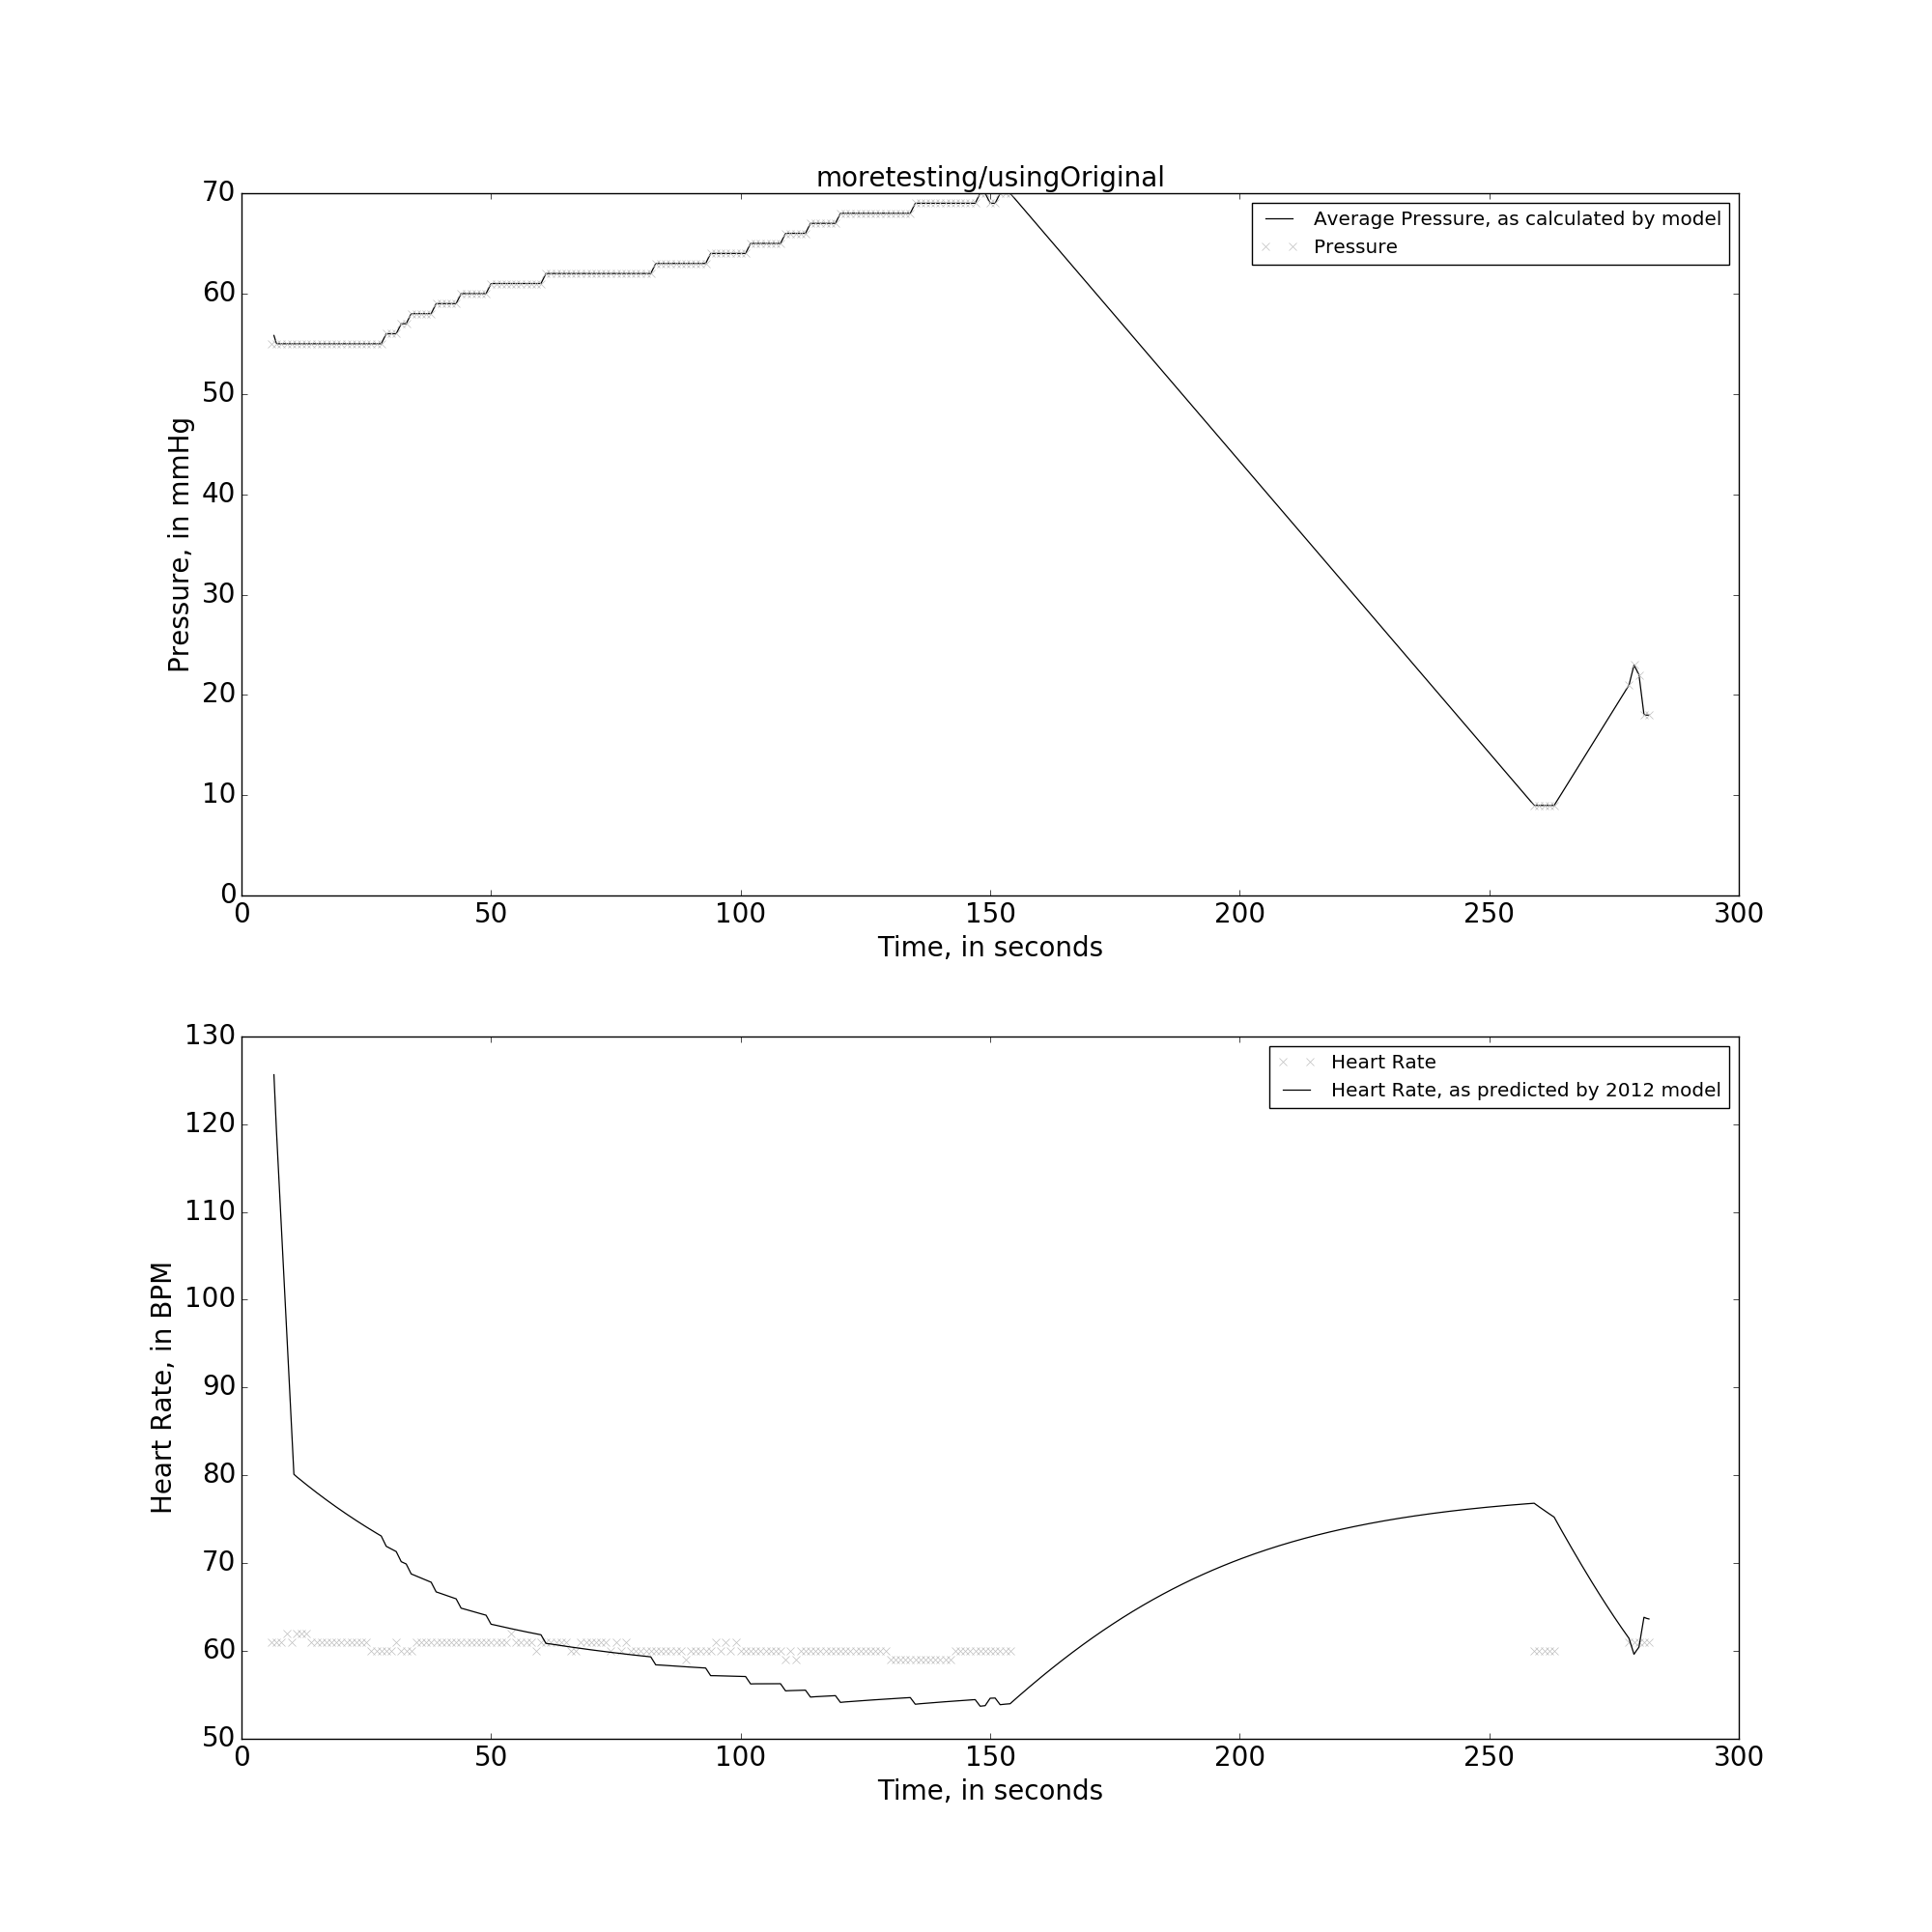 moretesting/usingOriginal
70
60
50
40
30
20
10
0
Pressure, in mmHg
Average Pressure, as calculated by model
Pressure
0 50 100 150 200 250 300
Time, in seconds
130
120
110
100
90
80
70
60
50
Heart Rate, in BPM
Heart Rate
Heart Rate, as predicted by 2012 model
0 50 100 150 200 250 300
Time, in seconds